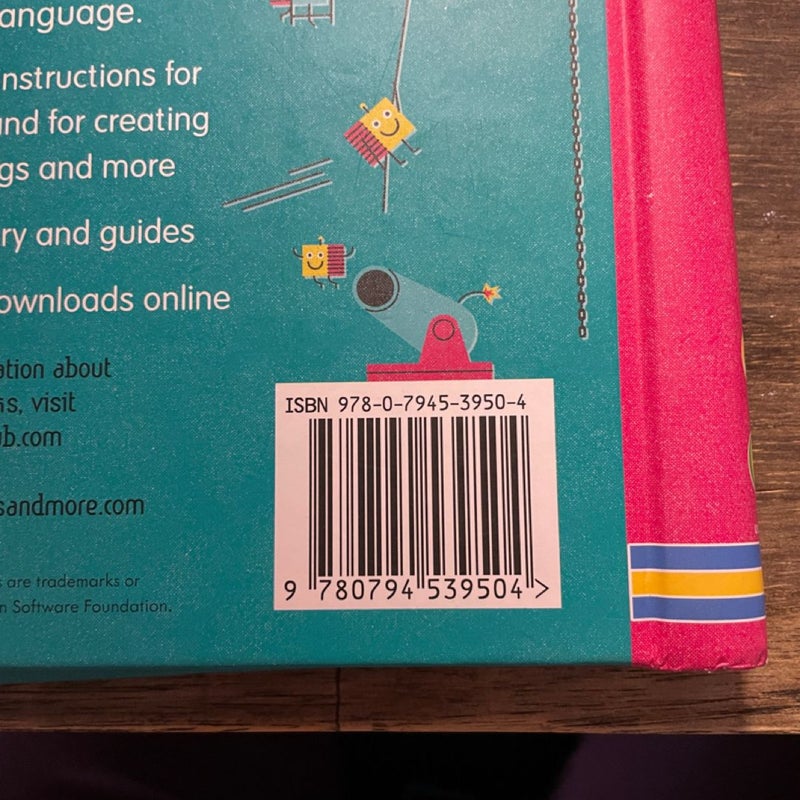 anguage.
nstructions for
nd for creating
gs and more
ry and guides
ownloads online
ation about
s, visit
b.com
sandmore.com
s are trademarks or
n Software Foundation.
ISBN 978-0-7945-3950-4
9 780794 539504 >